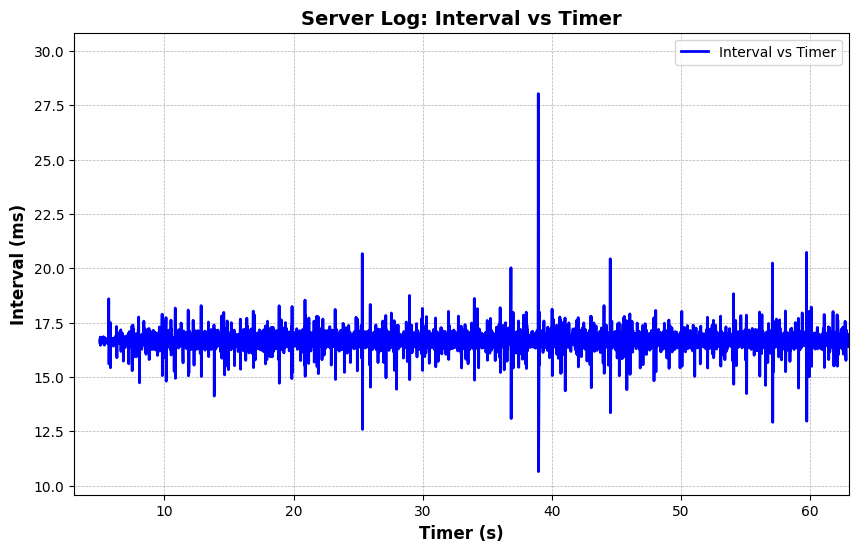 Server Log: Interval vs Timer
Interval vs Timer
30.0
27.5
25.0
22.5
20.0
17.5
15.0
12.5
10.0
Interval (ms)
10 20 30 40 50 60
Timer (s)